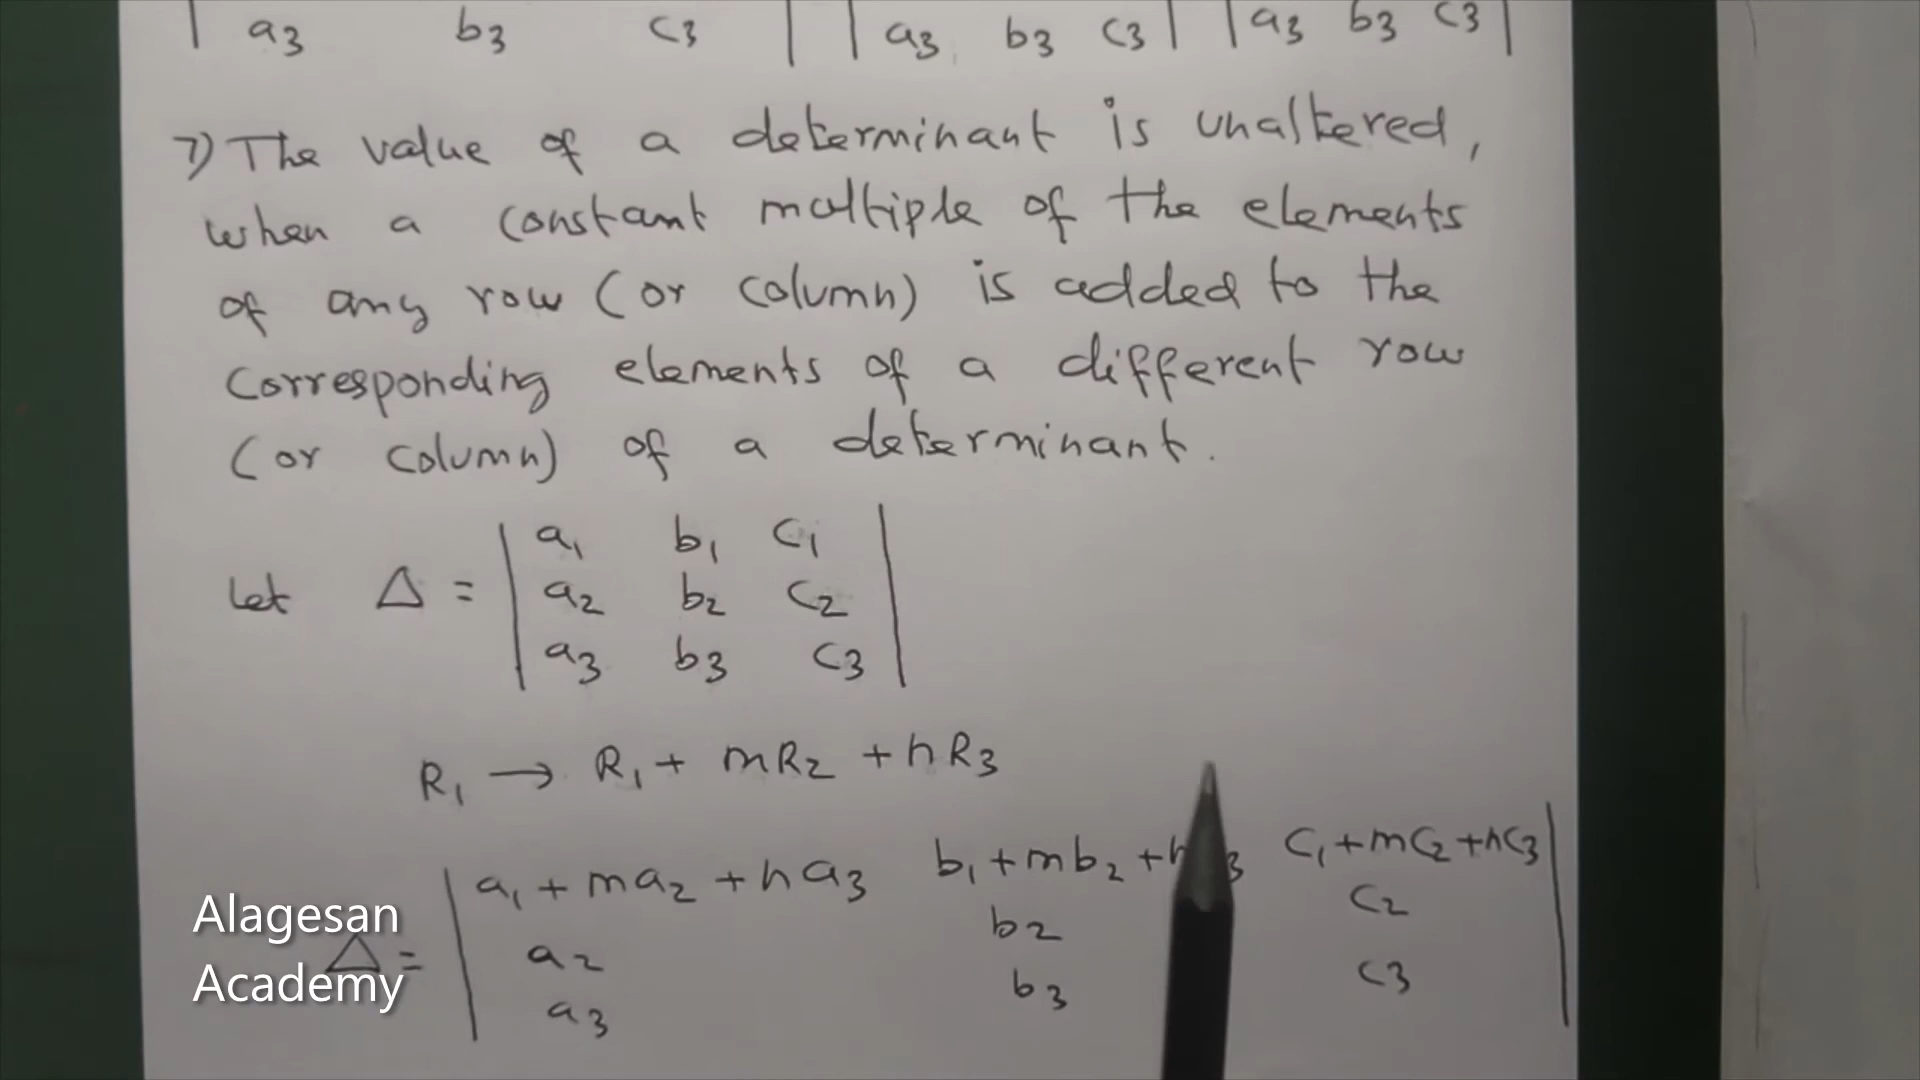 | a3 b3 c3 | | a3 b3 c3 | | a3 b3 c3 |
7) The value of a determinant is unaltered,
when a constant multiple of the elements
of any row (or column) is added to the
corresponding elements of a different row
(or column) of a determinant.
| a1 b1 c1 |
Let Δ = | a2 b2 c2 |
| a3 b3 c3 |
R1 → R1 + mR2 + nR3
| a1 + ma2 + na3 b1 + mb2 + n 3 c1 + mc2 + nc3 |
Δ = | a2 b2 c2 |
| a3 b3 c3 |
Alagesan
Academy